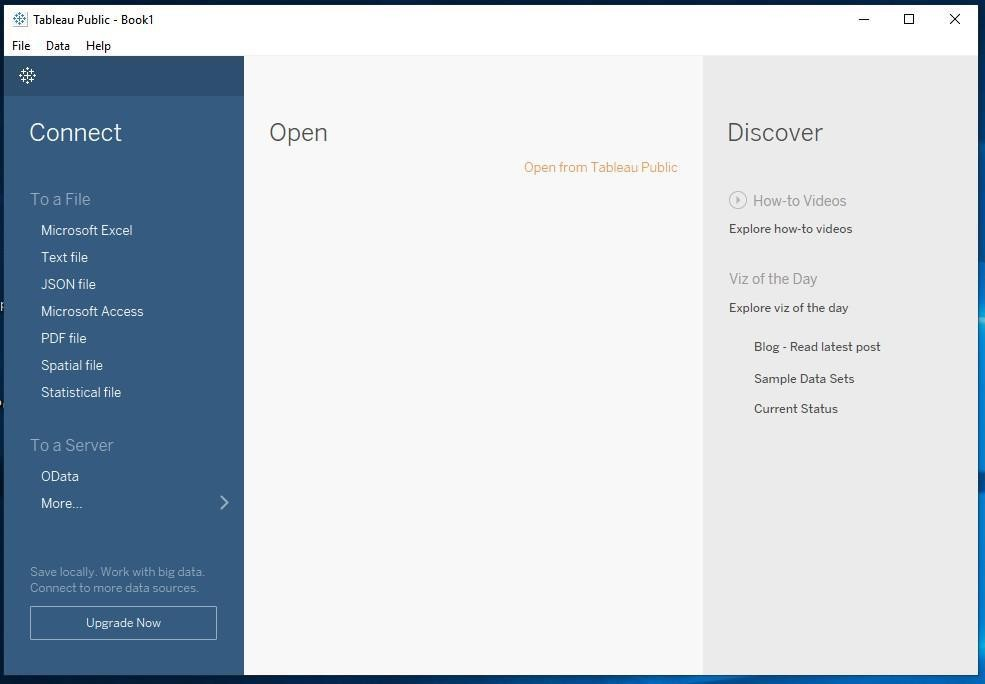 Tableau Public - Book1
File Data Help
Connect
To a File
Microsoft Excel
Text file
JSON file
Microsoft Access
PDF file
Spatial file
Statistical file
To a Server
OData
More...
Save locally. Work with big data.
Connect to more data sources.
Upgrade Now
Open
Open from Tableau Public
Discover
How-to Videos
Explore how-to videos
Viz of the Day
Explore viz of the day
Blog - Read latest post
Sample Data Sets
Current Status